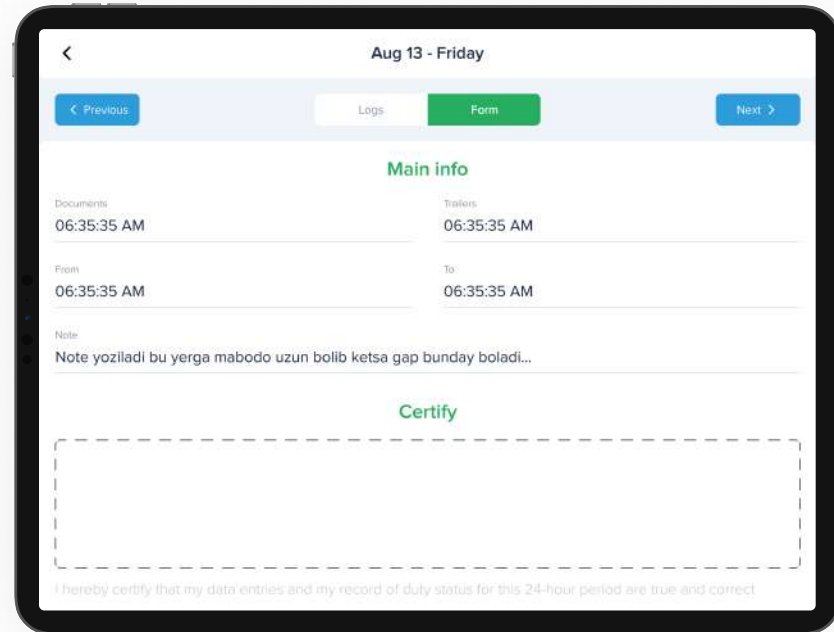 Aug 13 - Friday
Previous
Logs
Form
Next
Main info
Documents
Trailers
06:35:35 AM
06:35:35 AM
From
To
06:35:35 AM
06:35:35 AM
Note
Note yoziladi bu yerga mabodo uzun bolib ketsa gap bunday boladi...
Certify
I hereby certify that my data entries and my record of duty status for this 24-hour period are true and correct